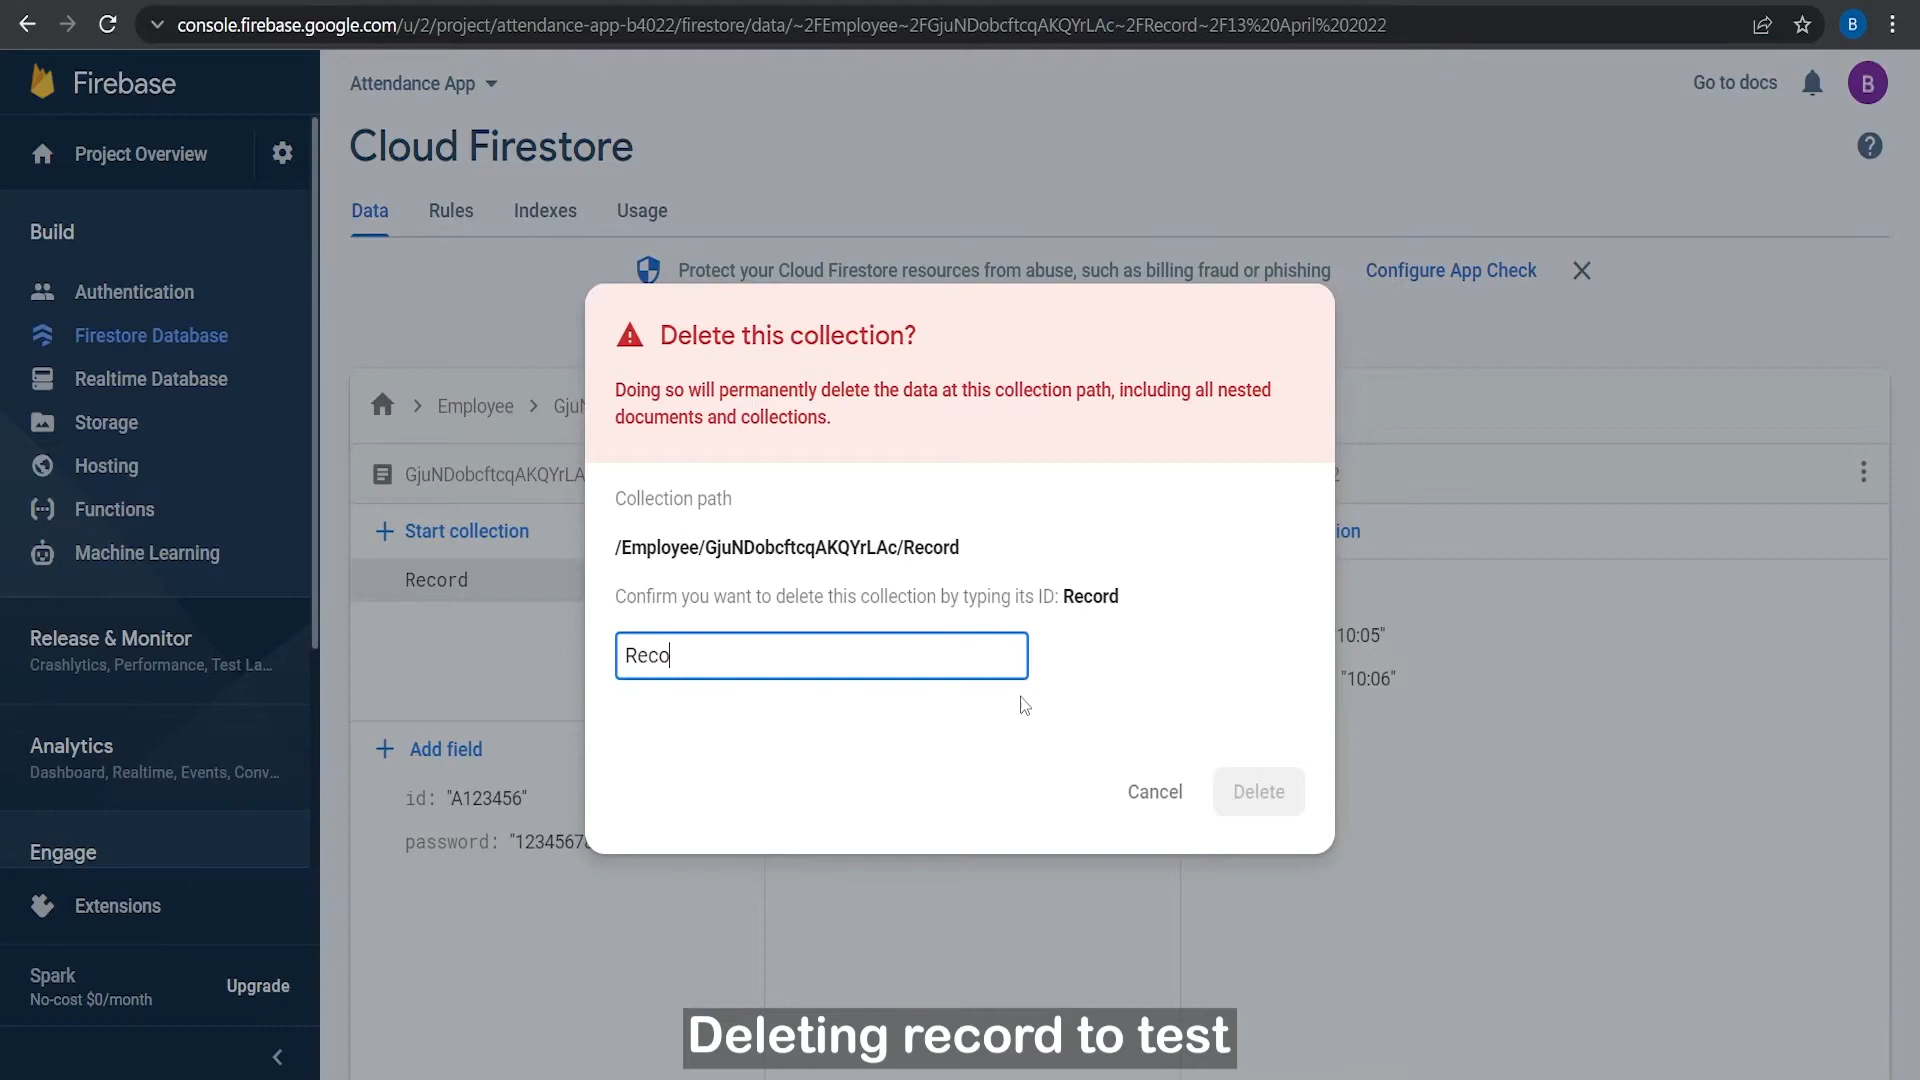 console.firebase.google.com/u/2/project/attendance-app-b4022/firestore/data/~2FEmployee~2FGjuNDobcftcqAKQYrLAc~2FRecord~2F13%20April%202022
B
Firebase
Attendance App
Go to docs
B
Project Overview
Cloud Firestore
Data
Rules
Indexes
Usage
Build
Protect your Cloud Firestore resources from abuse, such as billing fraud or phishing
Configure App Check
Authentication
Firestore Database
Realtime Database
Storage
Hosting
Functions
Machine Learning
Release & Monitor
Crashlytics, Performance, Test La...
Analytics
Dashboard, Realtime, Events, Conv...
Engage
Extensions
Spark
No-cost $0/month
Upgrade
Employee
GjuN
GjuNDobcftcqAKQYrLA
2
Start collection
ion
Record
10:05"
"10:06"
Add field
id: "A123456"
password: "1234567
Delete this collection?
Doing so will permanently delete the data at this collection path, including all nested
documents and collections.
Collection path
/Employee/GjuNDobcftcqAKQYrLAc/Record
Confirm you want to delete this collection by typing its ID: Record
Reco
Cancel
Delete
Deleting record to test